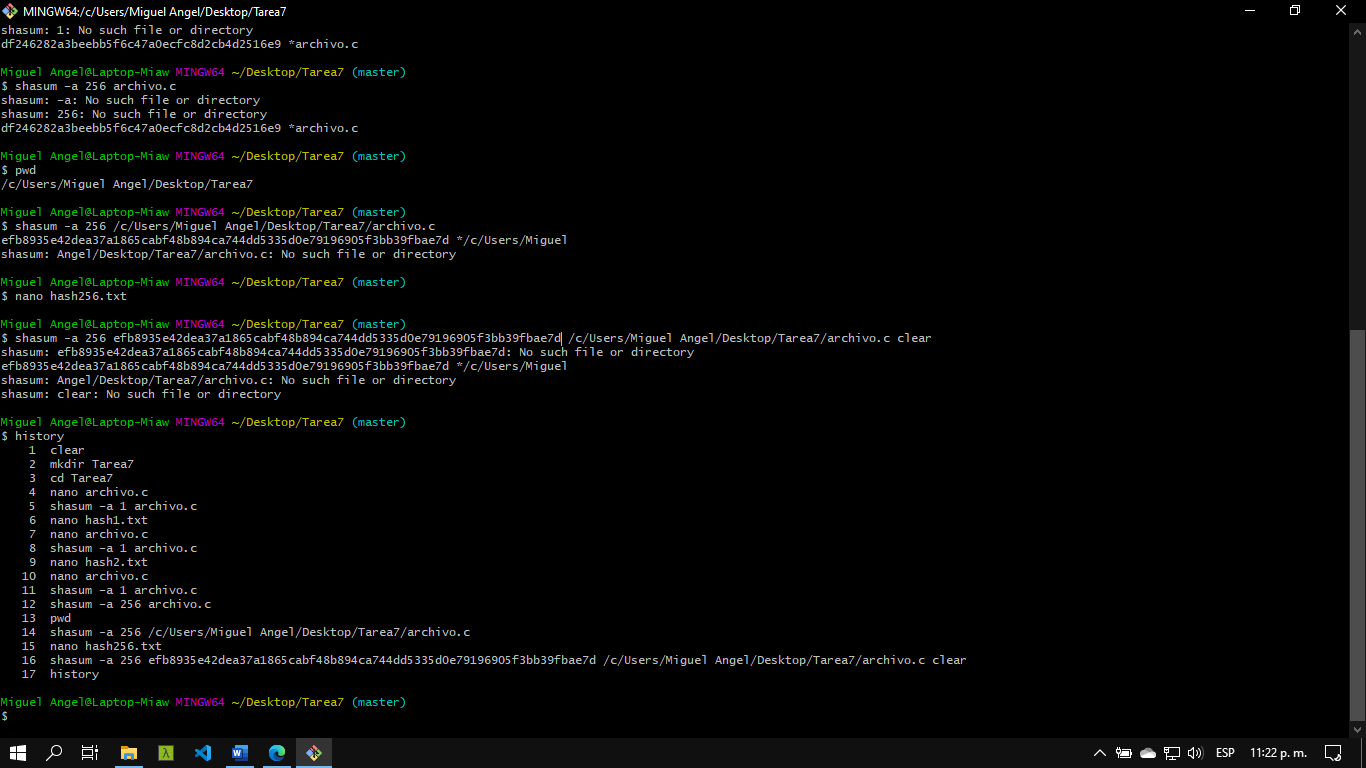 MINGW64:/c/Users/Miguel Angel/Desktop/Tarea7
shasum: 1: No such file or directory
df246282a3beebb5f6c47a0ecfc8d2cb4d2516e9 *archivo.c
Miguel Angel@Laptop-Miaw MINGW64 ~/Desktop/Tarea7 (master)
$ shasum -a 256 archivo.c
shasum: -a: No such file or directory
shasum: 256: No such file or directory
df246282a3beebb5f6c47a0ecfc8d2cb4d2516e9 *archivo.c
Miguel Angel@Laptop-Miaw MINGW64 ~/Desktop/Tarea7 (master)
$ pwd
/c/Users/Miguel Angel/Desktop/Tarea7
Miguel Angel@Laptop-Miaw MINGW64 ~/Desktop/Tarea7 (master)
$ shasum -a 256 /c/Users/Miguel Angel/Desktop/Tarea7/archivo.c
efb8935e42dea37a1865cabf48b894ca744dd5335d0e79196905f3bb39fbae7d */c/Users/Miguel
shasum: Angel/Desktop/Tarea7/archivo.c: No such file or directory
Miguel Angel@Laptop-Miaw MINGW64 ~/Desktop/Tarea7 (master)
$ nano hash256.txt
Miguel Angel@Laptop-Miaw MINGW64 ~/Desktop/Tarea7 (master)
$ shasum -a 256 efb8935e42dea37a1865cabf48b894ca744dd5335d0e79196905f3bb39fbae7d /c/Users/Miguel Angel/Desktop/Tarea7/archivo.c clear
shasum: efb8935e42dea37a1865cabf48b894ca744dd5335d0e79196905f3bb39fbae7d: No such file or directory
efb8935e42dea37a1865cabf48b894ca744dd5335d0e79196905f3bb39fbae7d */c/Users/Miguel
shasum: Angel/Desktop/Tarea7/archivo.c: No such file or directory
shasum: clear: No such file or directory
Miguel Angel@Laptop-Miaw MINGW64 ~/Desktop/Tarea7 (master)
$ history
1 clear
2 mkdir Tarea7
3 cd Tarea7
4 nano archivo.c
5 shasum -a 1 archivo.c
6 nano hash1.txt
7 nano archivo.c
8 shasum -a 1 archivo.c
9 nano hash2.txt
10 nano archivo.c
11 shasum -a 1 archivo.c
12 shasum -a 256 archivo.c
13 pwd
14 shasum -a 256 /c/Users/Miguel Angel/Desktop/Tarea7/archivo.c
15 nano hash256.txt
16 shasum -a 256 efb8935e42dea37a1865cabf48b894ca744dd5335d0e79196905f3bb39fbae7d /c/Users/Miguel Angel/Desktop/Tarea7/archivo.c clear
17 history
Miguel Angel@Laptop-Miaw MINGW64 ~/Desktop/Tarea7 (master)
$
ESP 11:22 p. m.